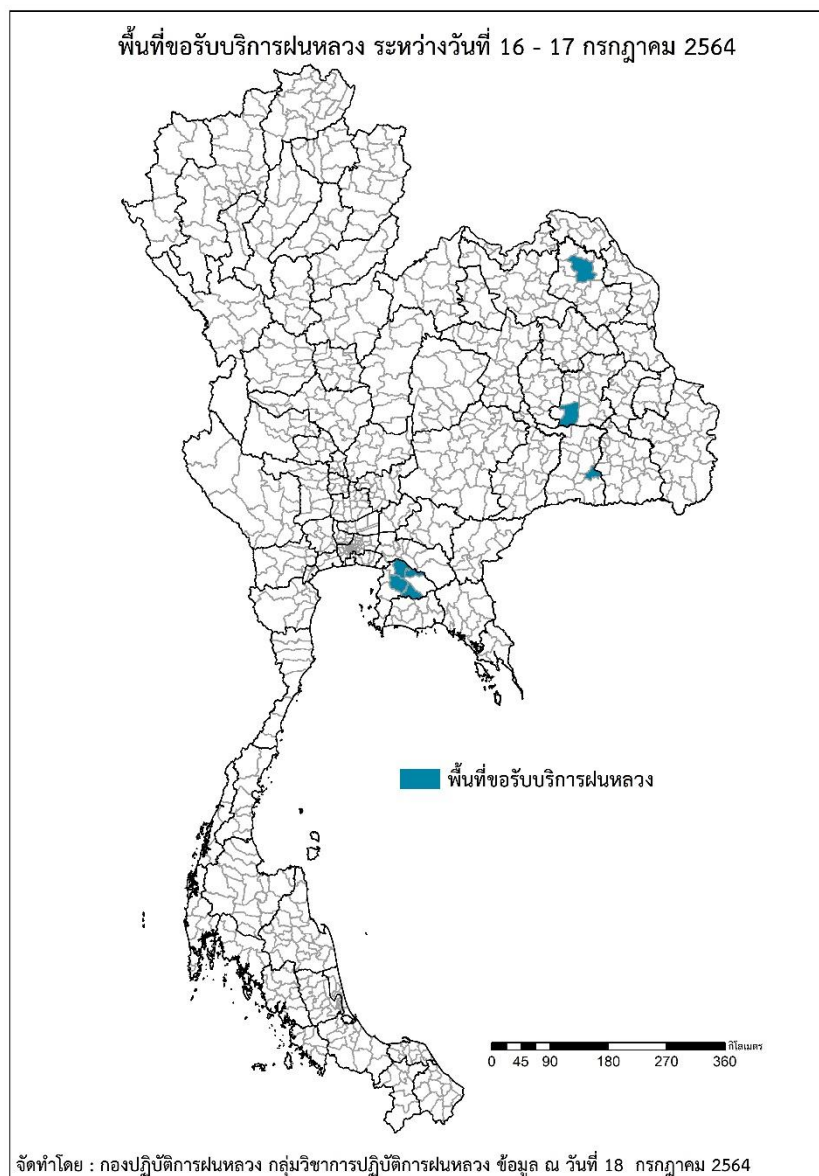 พื้นที่ขอรับบริการฝนหลวง ระหว่างวันที่ 16 - 17 กรกฎาคม 2564
พื้นที่ขอรับบริการฝนหลวง
กิโลเมตร
0 45 90 180 270 360
จัดทำโดย : กองปฏิบัติการฝนหลวง กลุ่มวิชาการปฏิบัติการฝนหลวง ข้อมูล ณ วันที่ 18 กรกฎาคม 2564